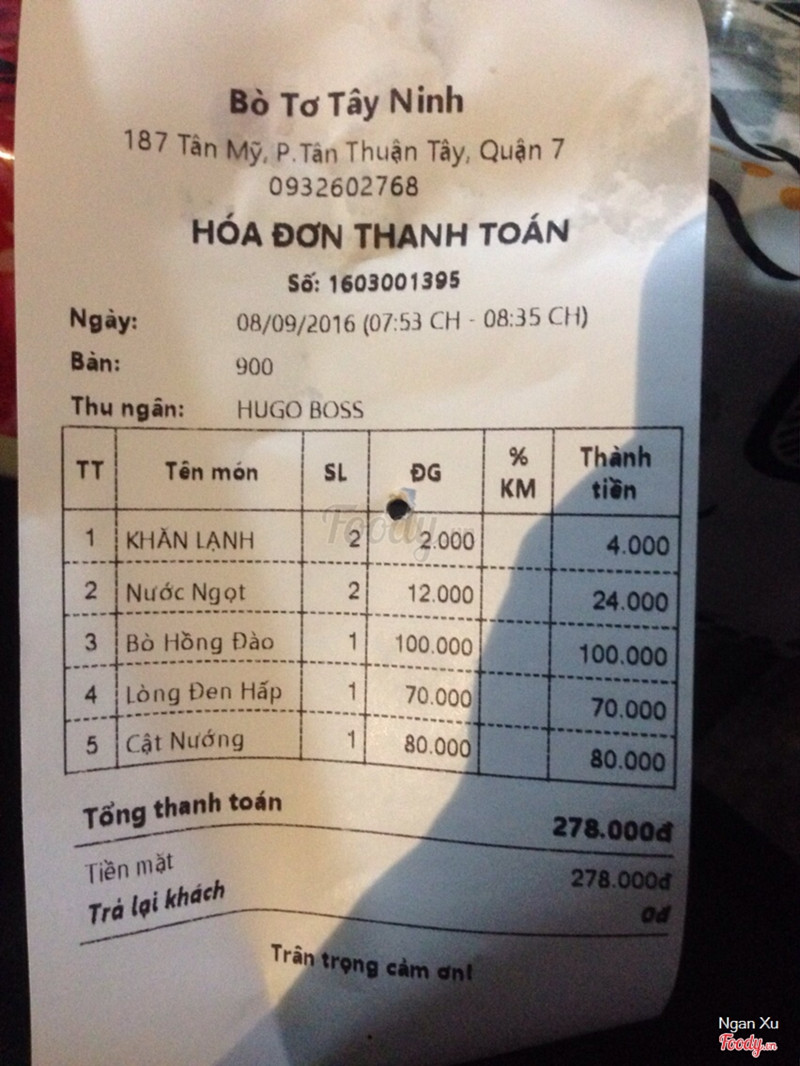 Bò Tơ Tây Ninh
187 Tân Mỹ, P.Tân Thuận Tây, Quận 7
0932602768
HÓA ĐƠN THANH TOÁN
Số: 1603001395
Ngày: 08/09/2016 (07:53 CH - 08:35 CH)
Bàn: 900
Thu ngân: HUGO BOSS
TT Tên món SL ĐG % KM Thành tiền
1 KHĂN LẠNH 2 2.000 4.000
2 Nước Ngọt 2 12.000 24.000
3 Bò Hồng Đào 1 100.000 100.000
4 Lòng Đen Hấp 1 70.000 70.000
5 Cật Nướng 1 80.000 80.000
Tổng thanh toán 278.000đ
Tiền mặt 278.000đ
Trả lại khách 0đ
Trân trọng cảm ơn!
Foody.vn
Ngan Xu
Foody.vn